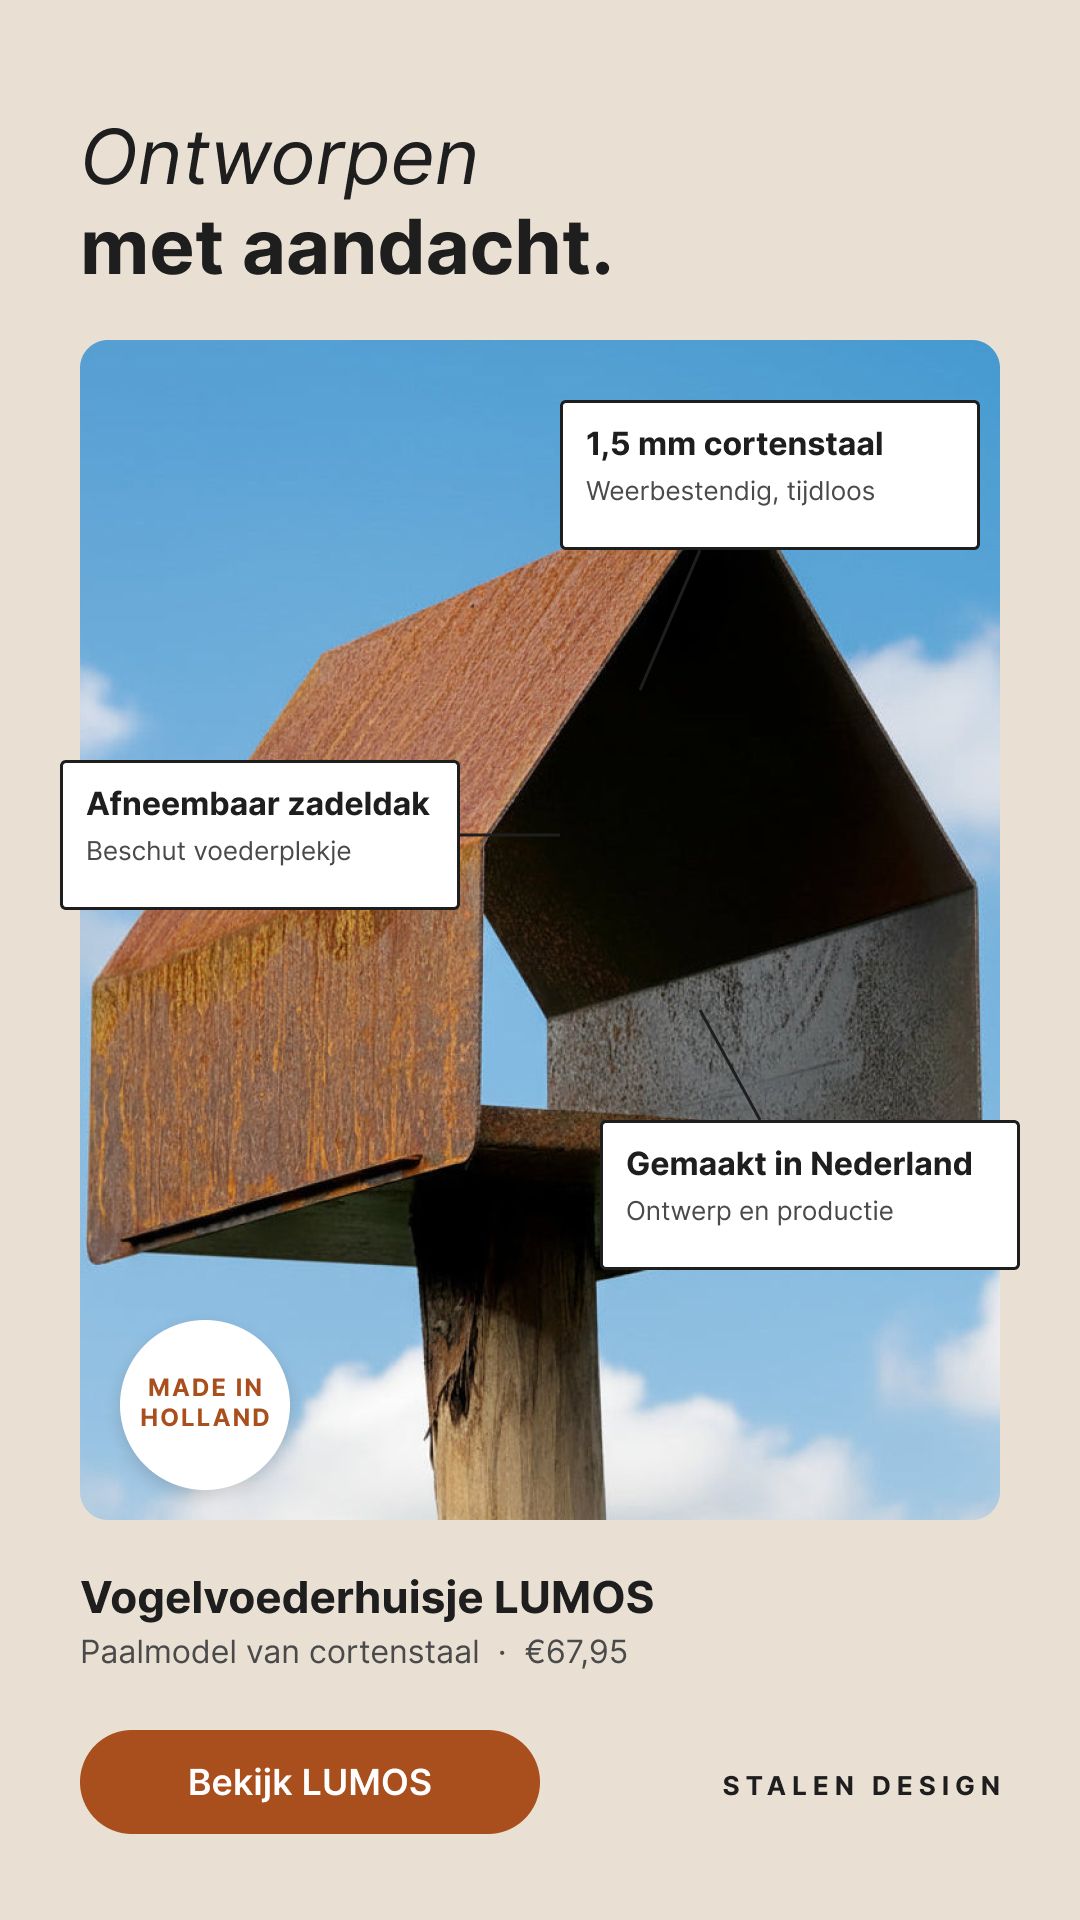 Ontworpen
met aandacht.
1,5 mm cortenstaal
Weerbestendig, tijdloos
Afneembaar zadeldak
Beschut voederplekje
Gemaakt in Nederland
Ontwerp en productie
MADE IN
HOLLAND
Vogelvoederhuisje LUMOS
Paalmodel van cortenstaal · €67,95
Bekijk LUMOS
STALEN DESIGN